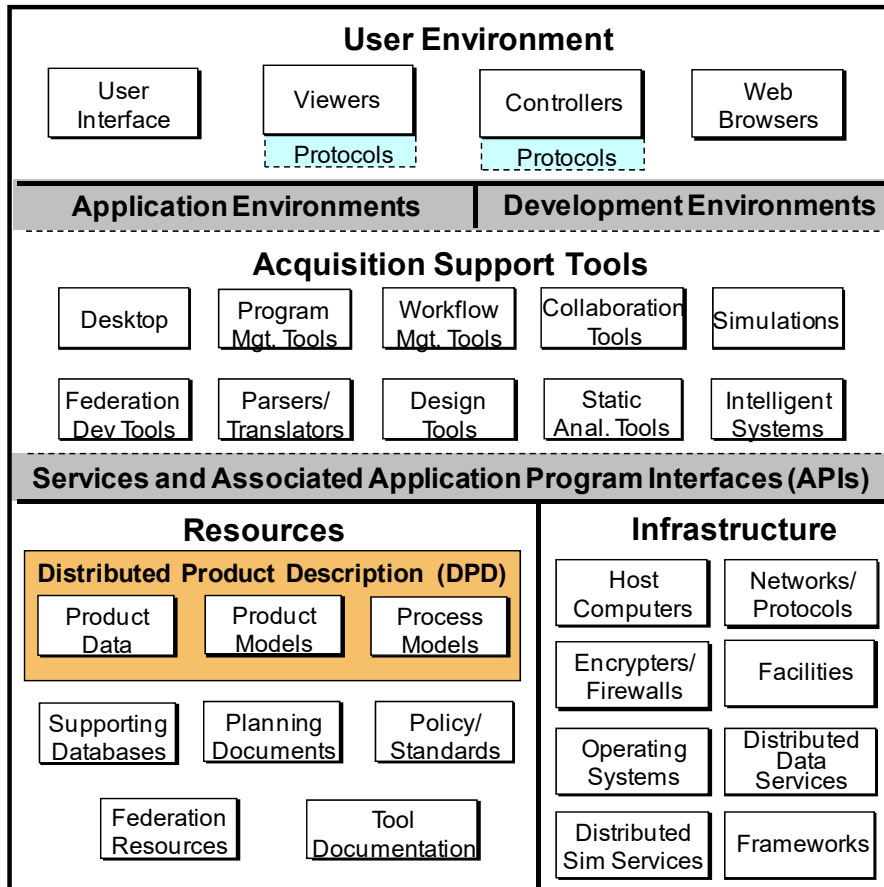 User Environment
User
Interface
Viewers
Controllers
Web
Browsers
Protocols
Protocols
Application Environments
Development Environments
Acquisition Support Tools
Desktop
Program
Mgt. Tools
Workflow
Mgt. Tools
Collaboration
Tools
Simulations
Federation
Dev Tools
Parsers/
Translators
Design
Tools
Static
Anal. Tools
Intelligent
Systems
Services and Associated Application Program Interfaces (APIs)
Resources
Distributed Product Description (DPD)
Product
Data
Product
Models
Process
Models
Supporting
Databases
Planning
Documents
Policy/
Standards
Federation
Resources
Tool
Documentation
Infrastructure
Host
Computers
Networks/
Protocols
Encrypters/
Firewalls
Facilities
Operating
Systems
Distributed
Data
Services
Distributed
Sim Services
Frameworks